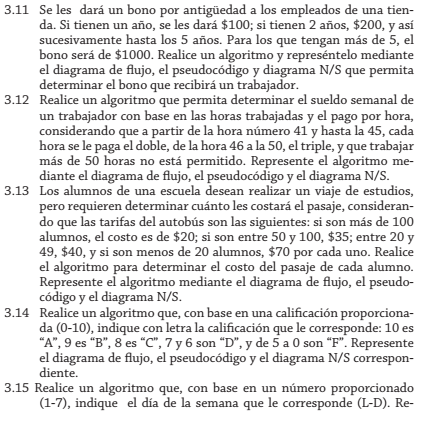 3.11 Se les dará un bono por antigüedad a los empleados de una tien-
da. Si tienen un año, se les dará $100; si tienen 2 años, $200, y así
sucesivamente hasta los 5 años. Para los que tengan más de 5, el
bono será de $1000. Realice un algoritmo y represéntelo mediante
el diagrama de flujo, el pseudocódigo y diagrama N/S que permita
determinar el bono que recibirá un trabajador.
3.12 Realice un algoritmo que permita determinar el sueldo semanal de
un trabajador con base en las horas trabajadas y el pago por hora,
considerando que a partir de la hora número 41 y hasta la 45, cada
hora se le paga el doble, de la hora 46 a la 50, el triple, y que trabajar
más de 50 horas no está permitido. Represente el algoritmo me-
diante el diagrama de flujo, el pseudocódigo y el diagrama N/S.
3.13 Los alumnos de una escuela desean realizar un viaje de estudios,
pero requieren determinar cuánto les costará el pasaje, consideran-
do que las tarifas del autobús son las siguientes: si son más de 100
alumnos, el costo es de $20; si son entre 50 y 100, $35; entre 20 y
49, $40, y si son menos de 20 alumnos, $70 por cada uno. Realice
el algoritmo para determinar el costo del pasaje de cada alumno.
Represente el algoritmo mediante el diagrama de flujo, el pseudo-
código y el diagrama N/S.
3.14 Realice un algoritmo que, con base en una calificación proporciona-
da (0-10), indique con letra la calificación que le corresponde: 10 es
“A”, 9 es “B”, 8 es “C”, 7 y 6 son “D”, y de 5 a 0 son “F”. Represente
el diagrama de flujo, el pseudocódigo y el diagrama N/S correspon-
diente.
3.15 Realice un algoritmo que, con base en un número proporcionado
(1-7), indique el día de la semana que le corresponde (L-D). Re-